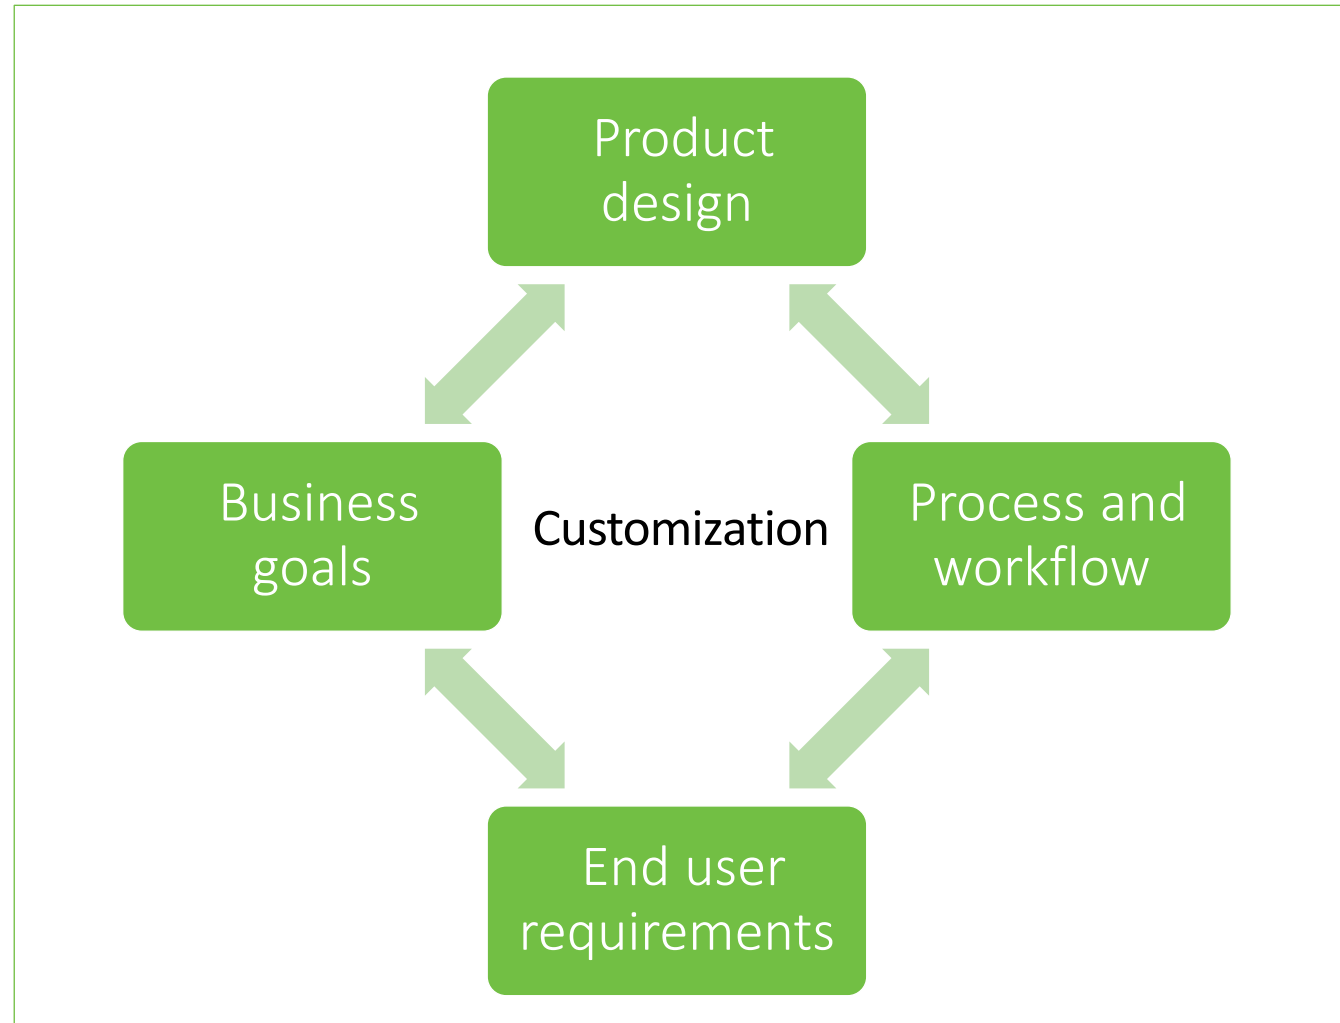 Product
design
Business
goals
Customization
Process and
workflow
End user
requirements